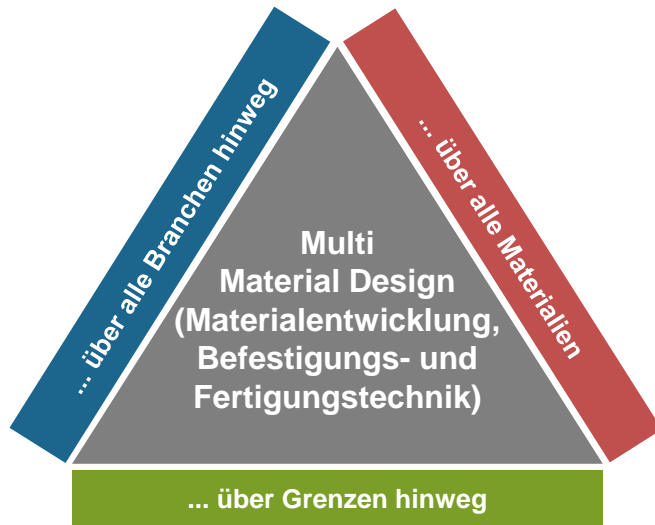 ... über alle Branchen hinweg
... über alle Materialien
Multi
Material Design
(Materialentwicklung,
Befestigungs- und
Fertigungstechnik)
... über Grenzen hinweg